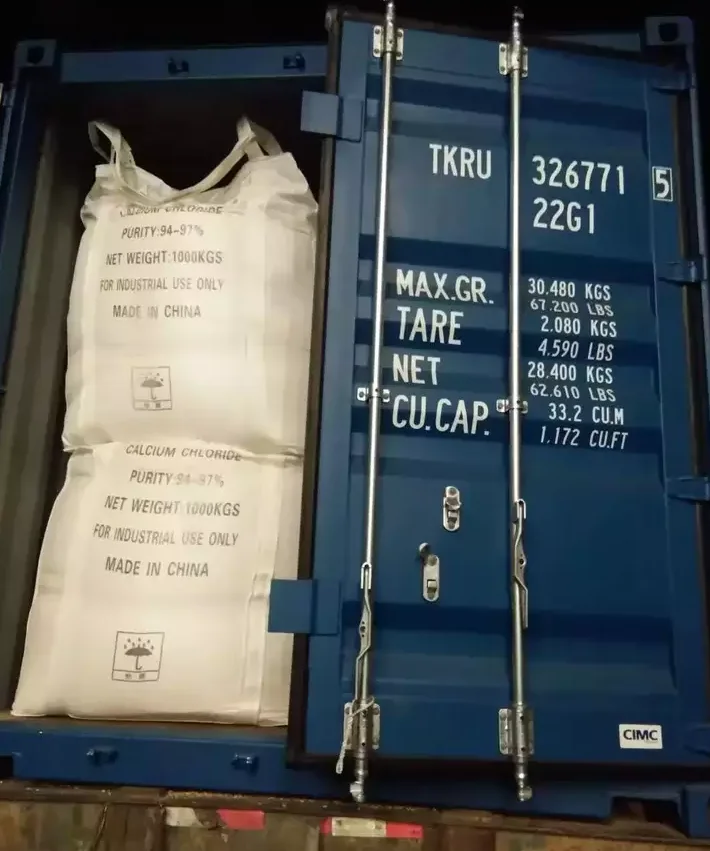 CALCIUM CHLORIDE
PURITY:94-97%
NET WEIGHT:1000KGS
FOR INDUSTRIAL USE ONLY
MADE IN CHINA
CALCIUM CHLORIDE
PURITY:94-97%
NET WEIGHT:1000KGS
FOR INDUSTRIAL USE ONLY
MADE IN CHINA
TKRU 326771 5
22G1
MAX.GR. 30.480 KGS
67.200 LBS
TARE 2.080 KGS
4.590 LBS
NET 28.400 KGS
62.610 LBS
CU.CAP. 33.2 CU.M
1.172 CU.FT
CIMC